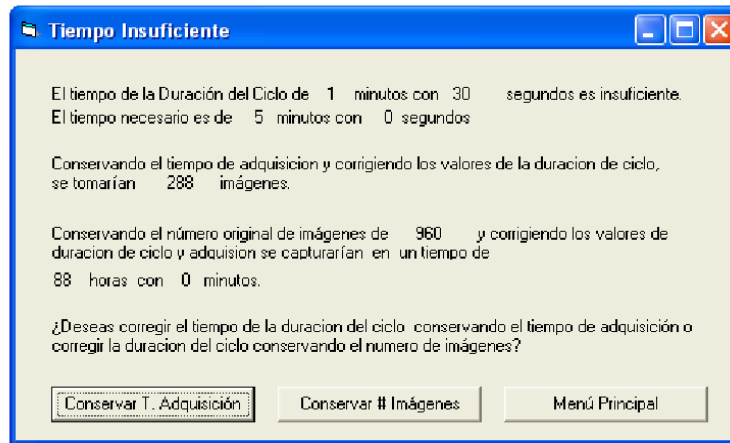 Tiempo Insuficiente
El tiempo de la Duración del Ciclo de 1 minutos con 30 segundos es insuficiente.
El tiempo necesario es de 5 minutos con 0 segundos
Conservando el tiempo de adquisicion y corrigiendo los valores de la duracion de ciclo,
se tomarían 288 imágenes.
Conservando el número original de imágenes de 960 y corrigiendo los valores de
duracion de ciclo y adquision se capturarían en un tiempo de
88 horas con 0 minutos.
¿Deseas corregir el tiempo de la duracion del ciclo conservando el tiempo de adquisición o
corregir la duracion del ciclo conservando el numero de imágenes?
Conservar T. Adquisición Conservar # Imágenes Menú Principal